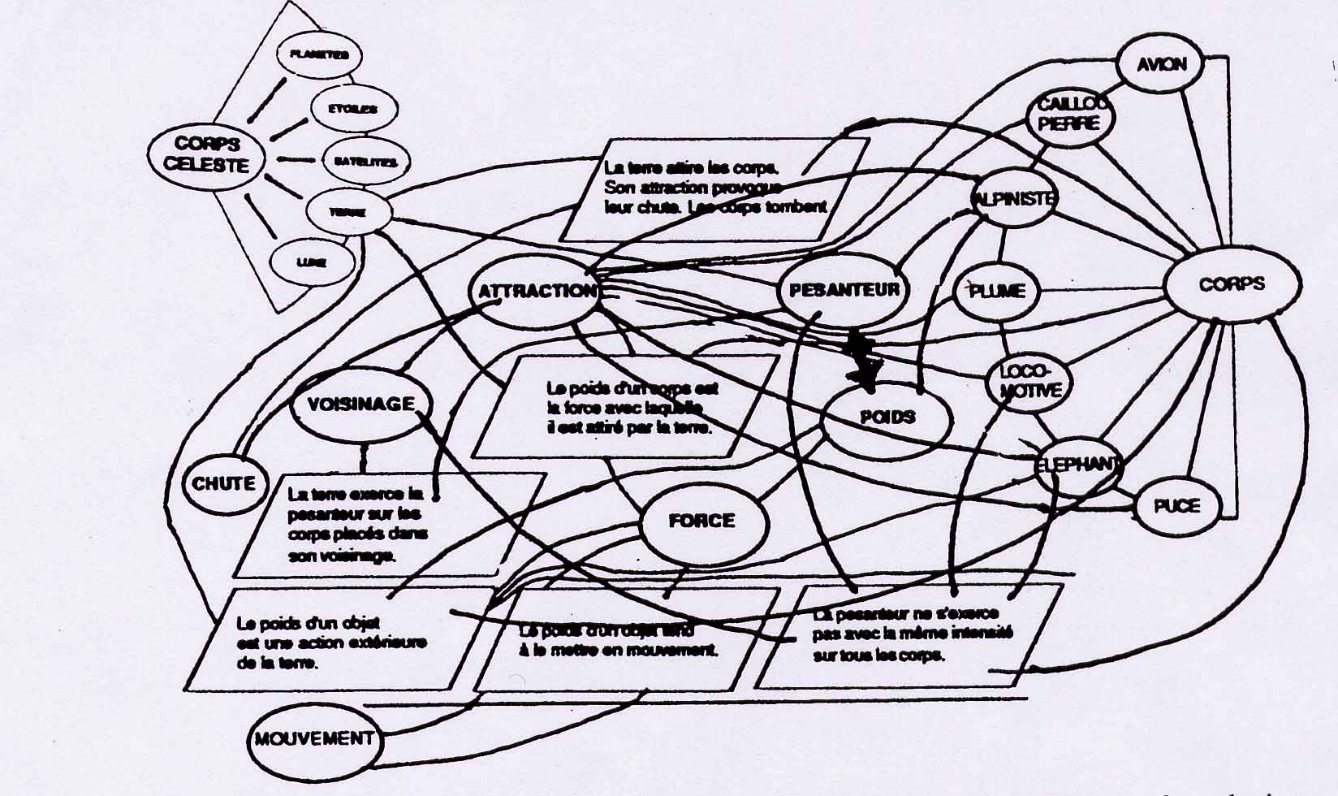 PLANETES
ETOILES
SATELITES
TERRE
LUNE
CORPS
CELESTE
AVION
CAILLOU
PIERRE
ALPINISTE
La terre attire les corps.
Son attraction provoque
leur chute. Les corps tombent
ATTRACTION
PESANTEUR
PLUME
CORPS
LOCO-
MOTIVE
Le poids d'un corps est
la force avec laquelle
il est attiré par la terre.
VOISINAGE
POIDS
ELEPHANT
PUCE
CHUTE
La terre exerce la
pesanteur sur les
corps placés dans
son voisinage.
FORCE
Le poids d'un objet
est une action extérieure
de la terre.
Le poids d'un objet tend
à le mettre en mouvement.
La pesanteur ne s'exerce
pas avec la même intensité
sur tous les corps.
MOUVEMENT